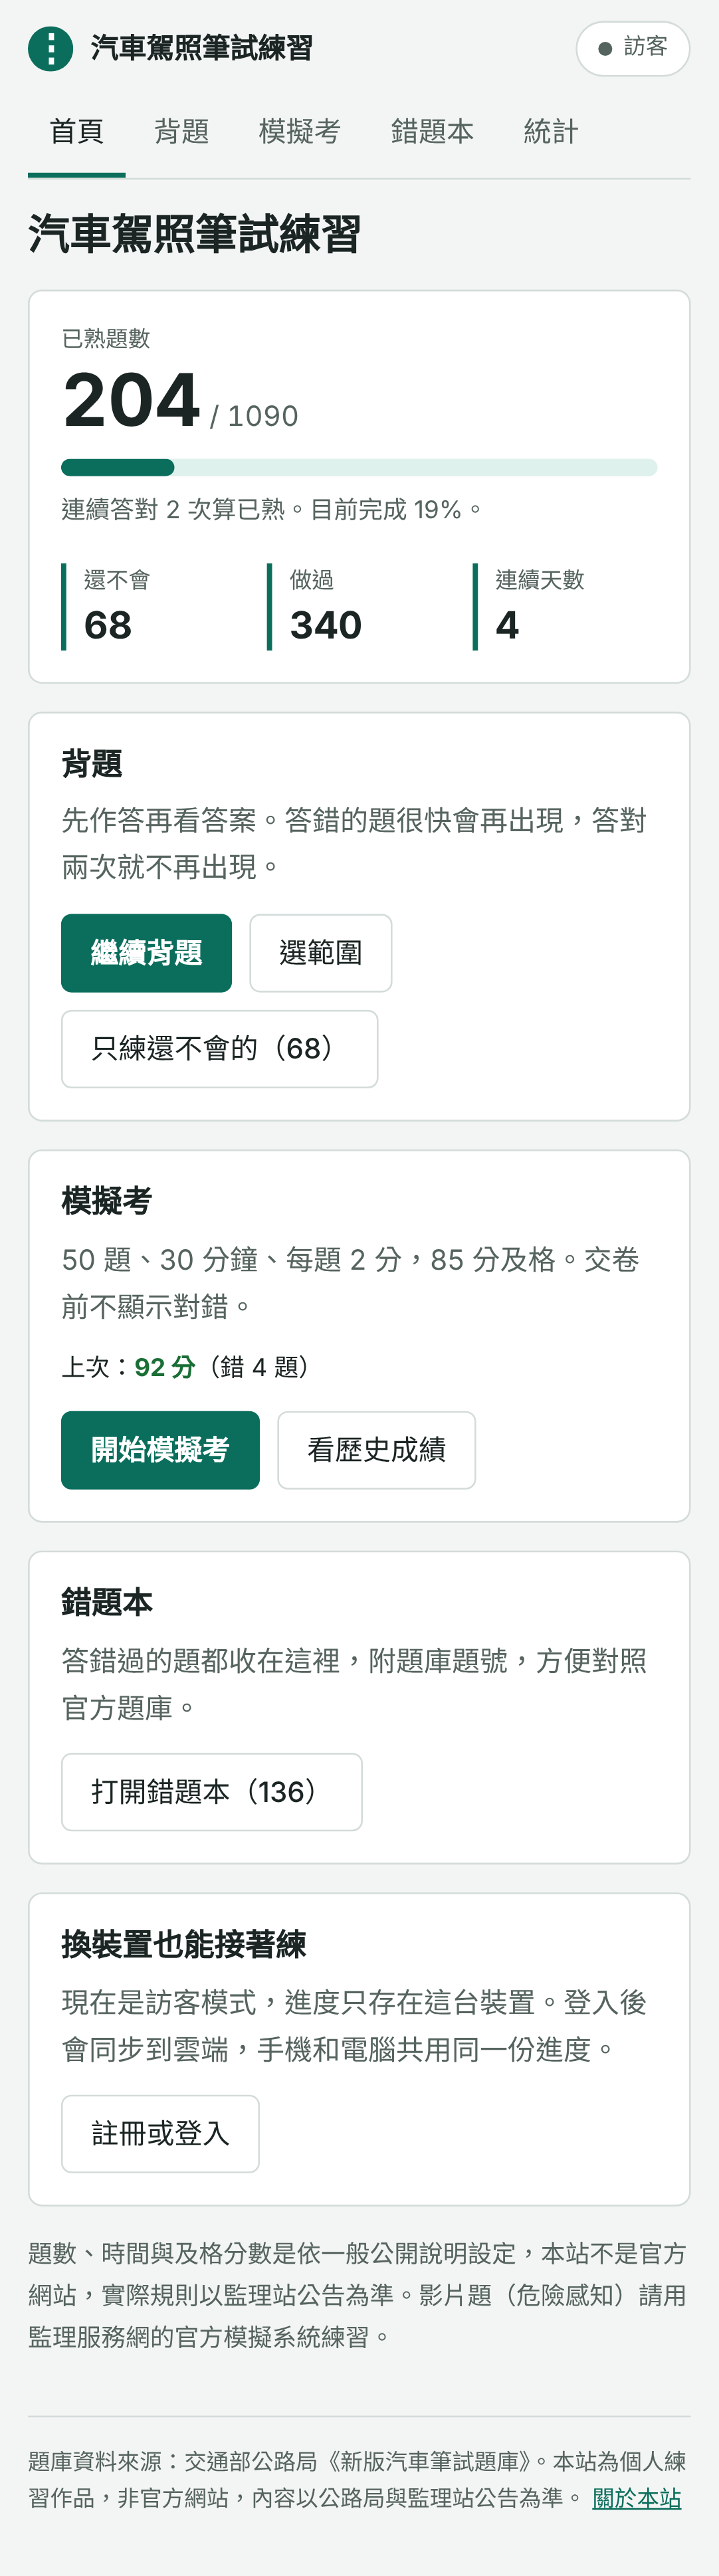 汽車駕照筆試練習
訪客
首頁 背題 模擬考 錯題本 統計
汽車駕照筆試練習
已熟題數
204 / 1090
連續答對 2 次算已熟。目前完成 19%。
還不會 做過 連續天數
68 340 4
背題
先作答再看答案。答錯的題很快會再出現，答對
兩次就不再出現。
繼續背題 選範圍
只練還不會的（68）
模擬考
50 題、30 分鐘、每題 2 分，85 分及格。交卷
前不顯示對錯。
上次：92 分（錯 4 題）
開始模擬考 看歷史成績
錯題本
答錯過的題都收在這裡，附題庫題號，方便對照
官方題庫。
打開錯題本（136）
換裝置也能接著練
現在是訪客模式，進度只存在這台裝置。登入後
會同步到雲端，手機和電腦共用同一份進度。
註冊或登入
題數、時間與及格分數是依一般公開說明設定，本站不是官方
網站，實際規則以監理站公告為準。影片題（危險感知）請用
監理服務網的官方模擬系統練習。
題庫資料來源：交通部公路局《新版汽車筆試題庫》。本站為個人練
習作品，非官方網站，內容以公路局與監理站公告為準。 關於本站